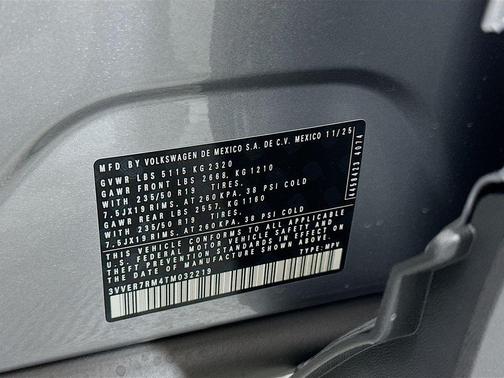 MFD. BY VOLKSWAGEN DE MEXICO S.A. DE C.V. MEXICO 11/25
GVWR LBS 5115 KG 2320
GAWR FRONT LBS 2668, KG 1210
WITH 235/50 R19 TIRES.
7.5JX19 RIMS, AT 260 KPA, 38 PSI COLD
GAWR REAR LBS 2557, KG 1160
WITH 235/50 R19 TIRES.
7.5JX19 RIMS, AT 260 KPA, 38 PSI COLD
THIS VEHICLE CONFORMS TO ALL APPLICABLE
U.S. FEDERAL MOTOR VEHICLE SAFETY AND
THEFT PREVENTION STANDARDS IN EFFECT ON
THE DATE OF MANUFACTURE SHOWN ABOVE.
3VVER7RM4TM032219 TYPE: MPV
4074